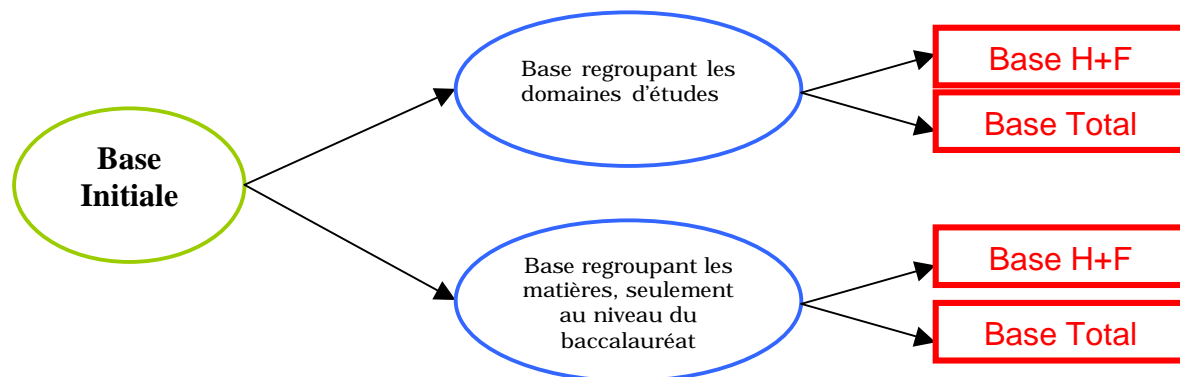 Base
Initiale
Base regroupant les
domaines d'études
Base H+F
Base Total
Base regroupant les
matières, seulement
au niveau du
baccalauréat
Base H+F
Base Total